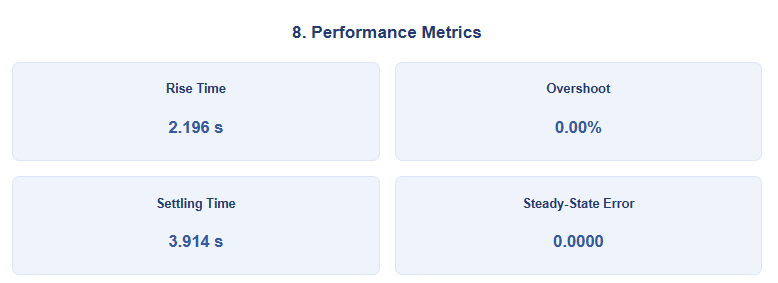 8. Performance Metrics
Rise Time
2.196 s
Overshoot
0.00%
Settling Time
3.914 s
Steady-State Error
0.0000